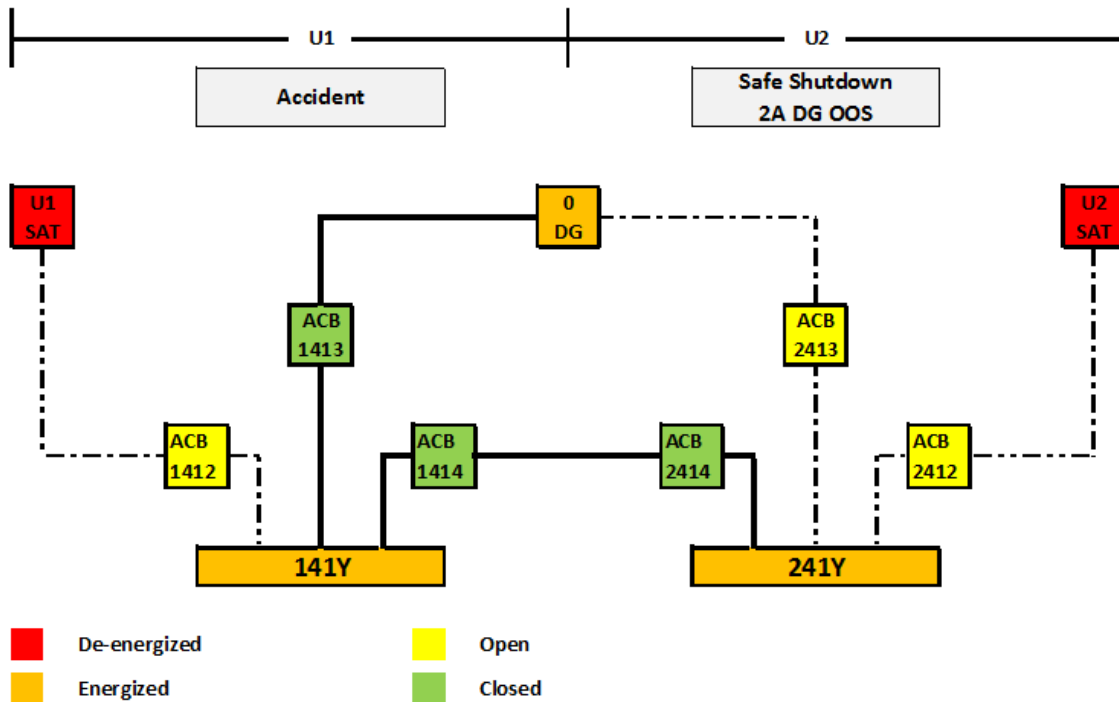 U1
U2
Accident
Safe Shutdown
2A DG OOS
U1
SAT
0
DG
U2
SAT
ACB
1413
ACB
2413
ACB
1412
ACB
1414
ACB
2414
ACB
2412
141Y
241Y
De-energized
Open
Energized
Closed